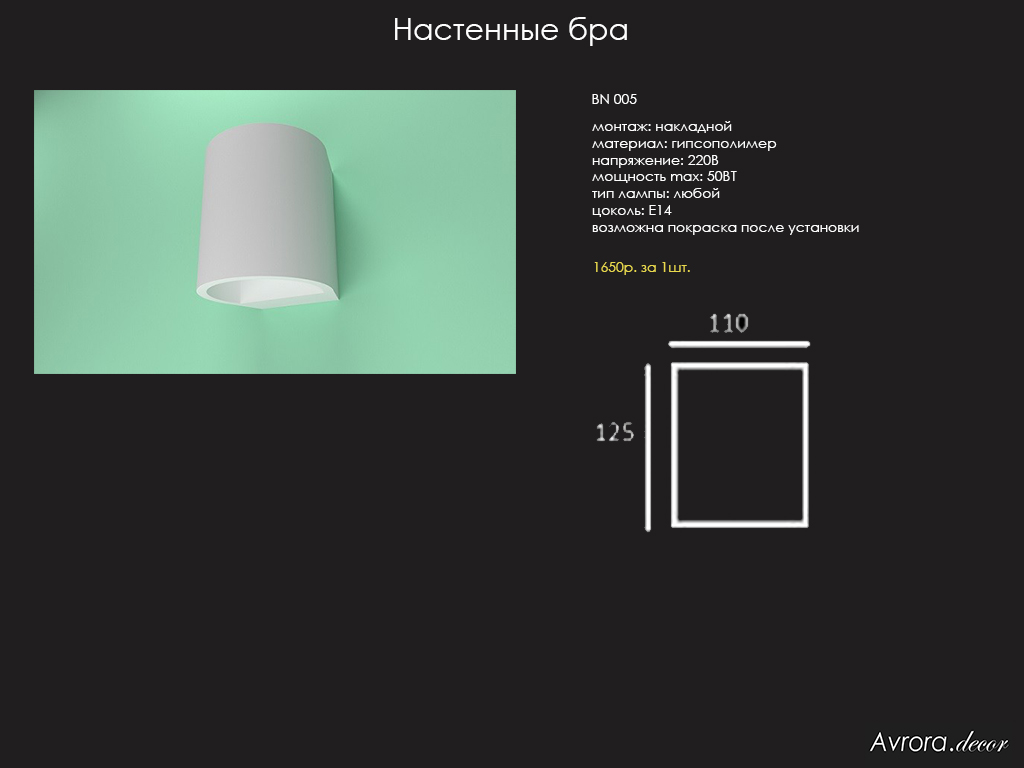 Настенные бра
BN 005
монтаж: накладной
материал: гипсополимер
напряжение: 220В
мощность max: 50ВТ
тип лампы: любой
цоколь: E14
возможна покраска после установки
1650р. за 1шт.
110
125
Avrora.decor